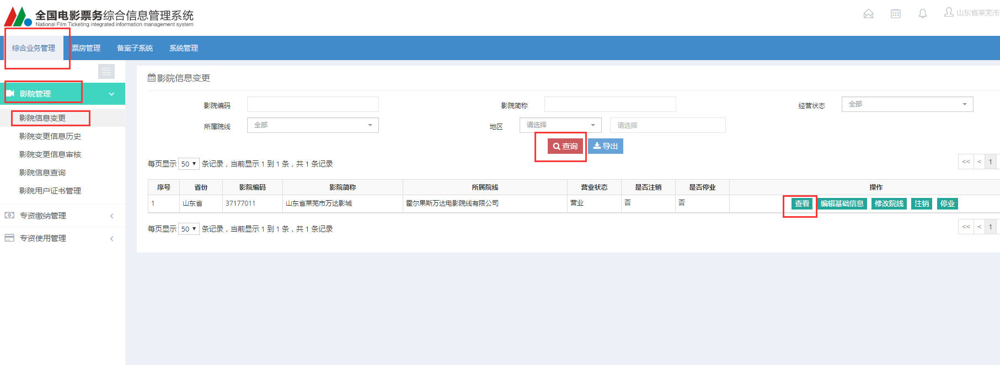 全国电影票务综合信息管理系统
National Film Ticketing integrated information management system
山东省莱芜市
综合业务管理 票房管理 备案子系统 系统管理
影院管理
影院信息变更
影院变更信息历史
影院变更信息审核
影院信息查询
影院用户证书管理
专资缴纳管理
专资使用管理
影院信息变更
影院编码 影院简称 经营状态 全部
所属院线 全部 地区 请选择 请选择
查询 导出
每页显示 50 条记录，当前显示 1 到 1 条，共 1 条记录 << < 1
序号 省份 影院编码 影院简称 所属院线 营业状态 是否注销 是否停业 操作
1 山东省 37177011 山东省莱芜市万达影城 霍尔果斯万达电影院线有限公司 营业 否 否 查看 编辑基础信息 修改院线 注销 停业
每页显示 50 条记录，当前显示 1 到 1 条，共 1 条记录 << < 1